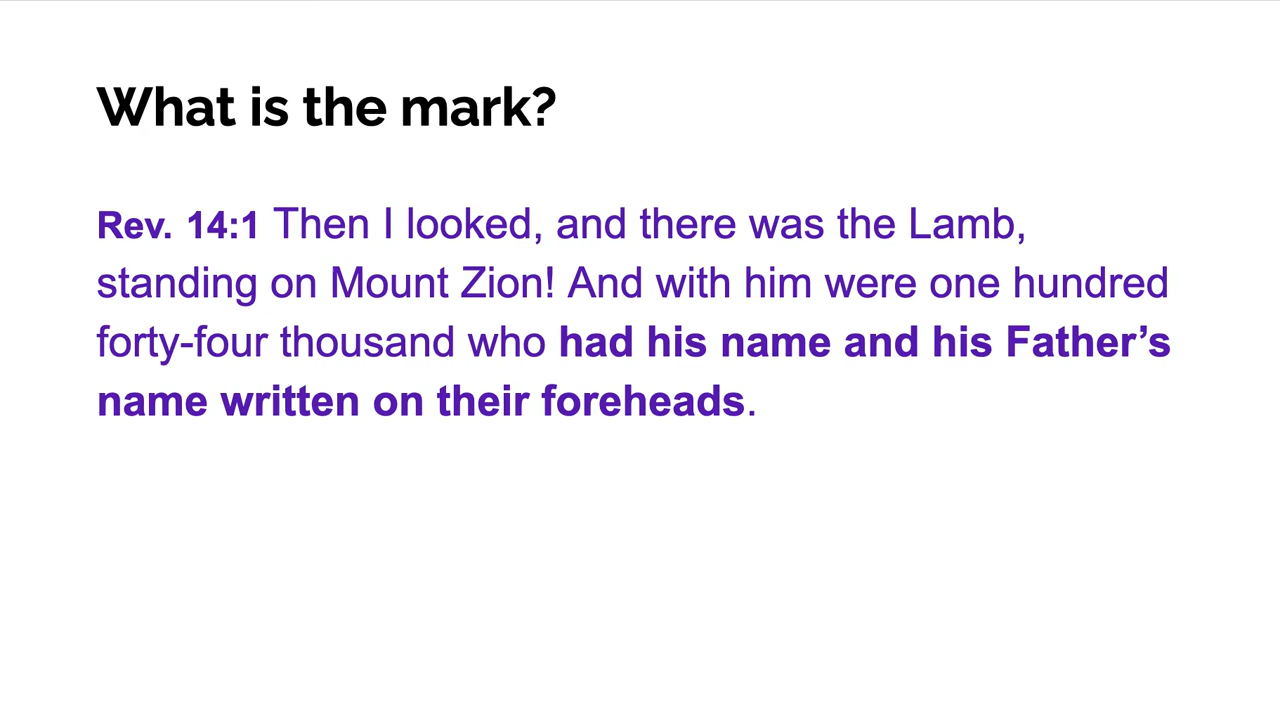 What is the mark?
Rev. 14:1 Then I looked, and there was the Lamb,
standing on Mount Zion! And with him were one hundred
forty-four thousand who had his name and his Father’s
name written on their foreheads.